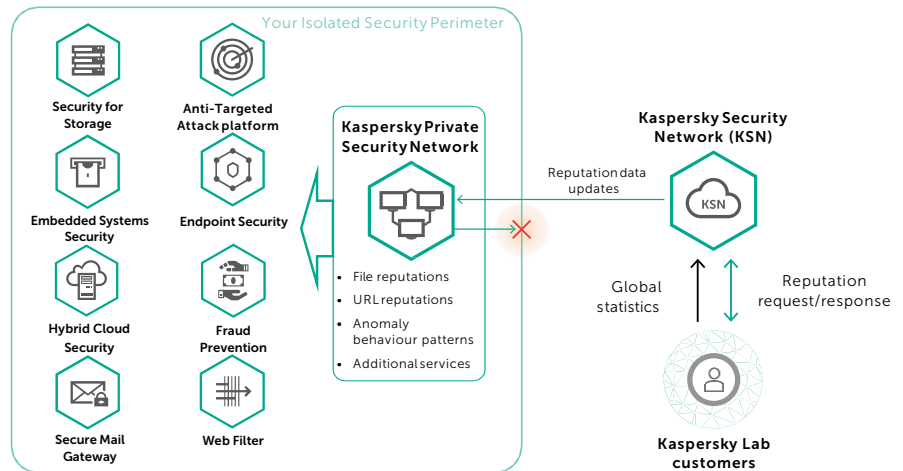 Your Isolated Security Perimeter
Security for
Storage
Anti-Targeted
Attack platform
Embedded Systems
Security
Endpoint Security
Hybrid Cloud
Security
Fraud
Prevention
Secure Mail
Gateway
Web Filter
Kaspersky Private
Security Network
• File reputations
• URL reputations
• Anomaly
behaviour patterns
• Additional services
Reputation data
updates
Kaspersky Security
Network (KSN)
KSN
Global
statistics
Reputation
request/response
Kaspersky Lab
customers